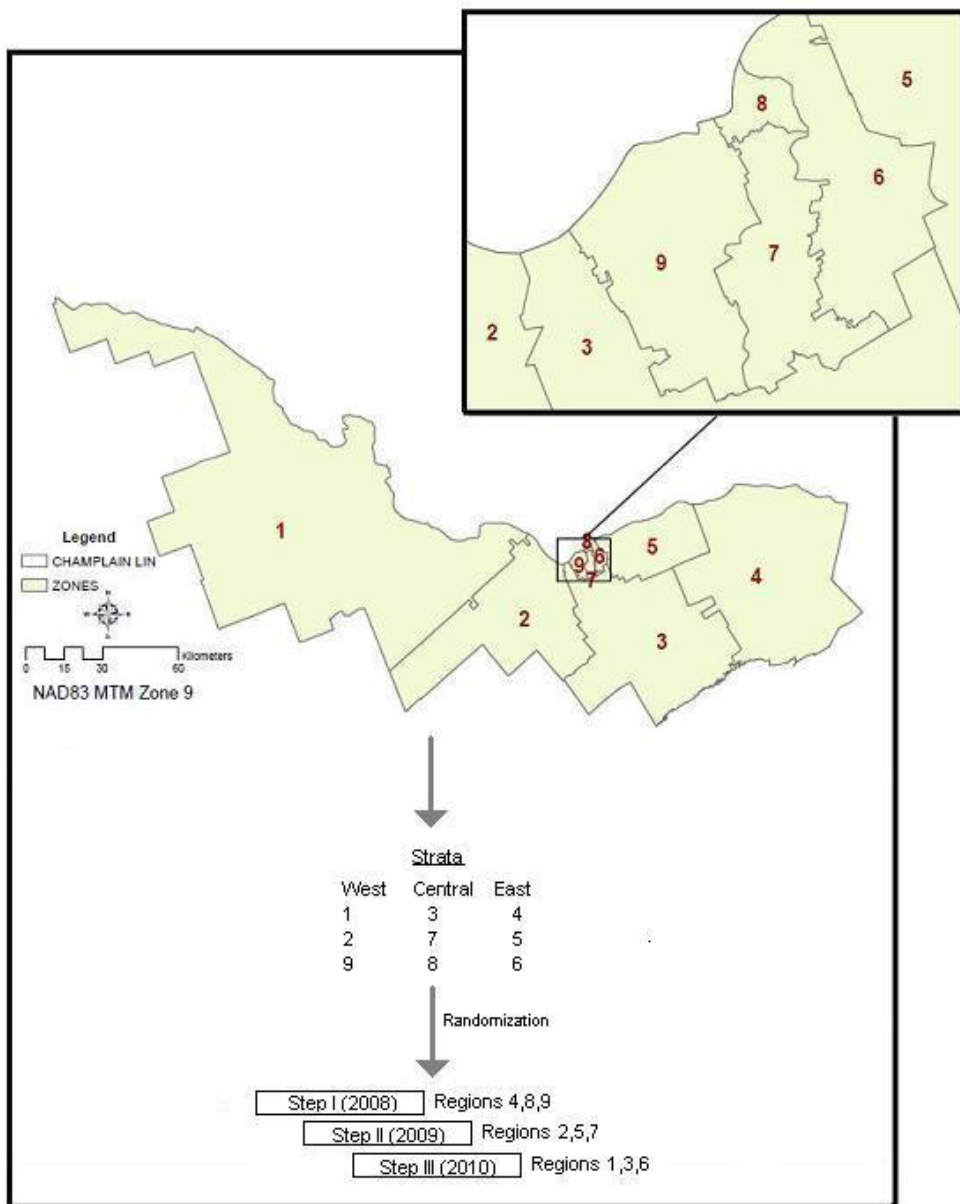 5
8
6
9
7
2
3
1
Legend
CHAMPLAIN LIN
ZONES
N
W E
S
0 15 30 60 Kilometers
NAD83 MTM Zone 9
8
5
9 6
7
4
2
3
Strata
West Central East
1 3 4
2 7 5
9 8 6
Randomization
Step I (2008) Regions 4,8,9
Step II (2009) Regions 2,5,7
Step III (2010) Regions 1,3,6